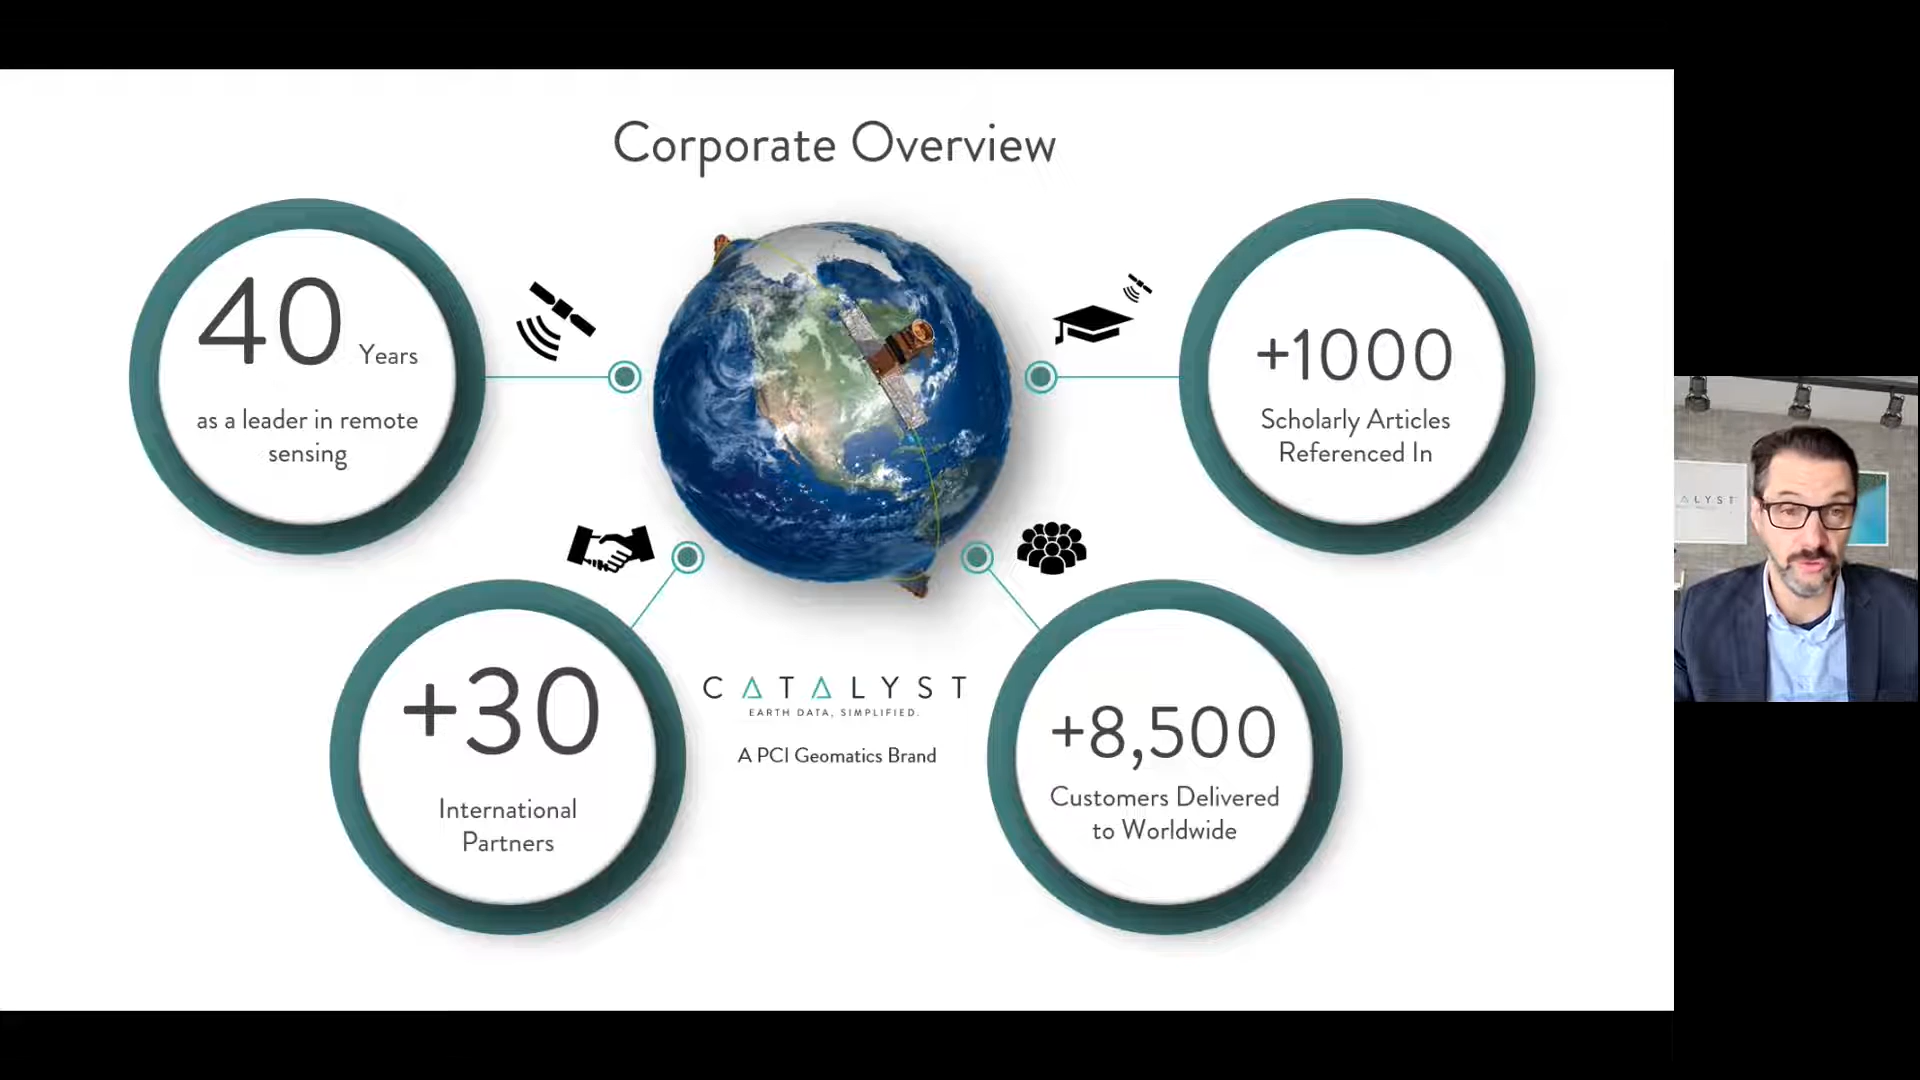 Corporate Overview
40 Years
as a leader in remote
sensing
+1000
Scholarly Articles
Referenced In
+30
International
Partners
CATALYST
EARTH DATA, SIMPLIFIED.
A PCI Geomatics Brand
+8,500
Customers Delivered
to Worldwide
ALYST